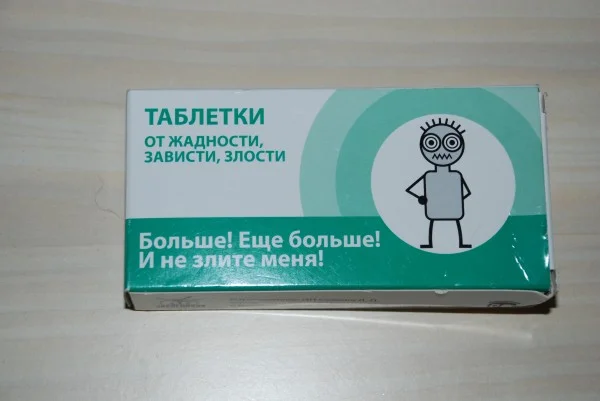 ТАБЛЕТКИ
ОТ ЖАДНОСТИ,
ЗАВИСТИ, ЗЛОСТИ
Больше! Еще больше!
И не злите меня!